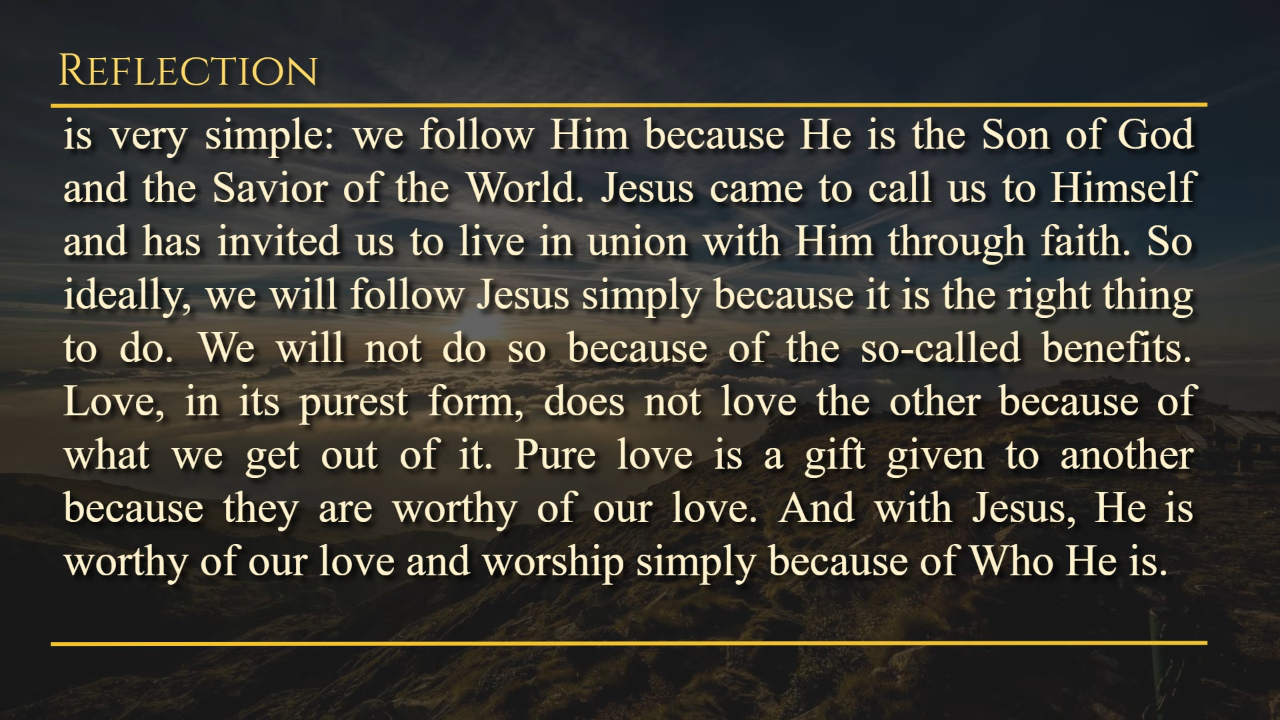 Reflection
is very simple: we follow Him because He is the Son of God
and the Savior of the World. Jesus came to call us to Himself
and has invited us to live in union with Him through faith. So
ideally, we will follow Jesus simply because it is the right thing
to do. We will not do so because of the so-called benefits.
Love, in its purest form, does not love the other because of
what we get out of it. Pure love is a gift given to another
because they are worthy of our love. And with Jesus, He is
worthy of our love and worship simply because of Who He is.